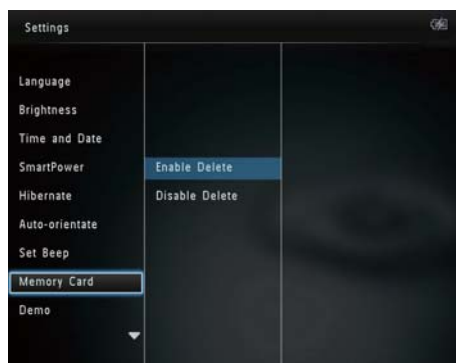 Settings
Language
Brightness
Time and Date
SmartPower
Hibernate
Auto-orientate
Set Beep
Memory Card
Demo
Enable Delete
Disable Delete